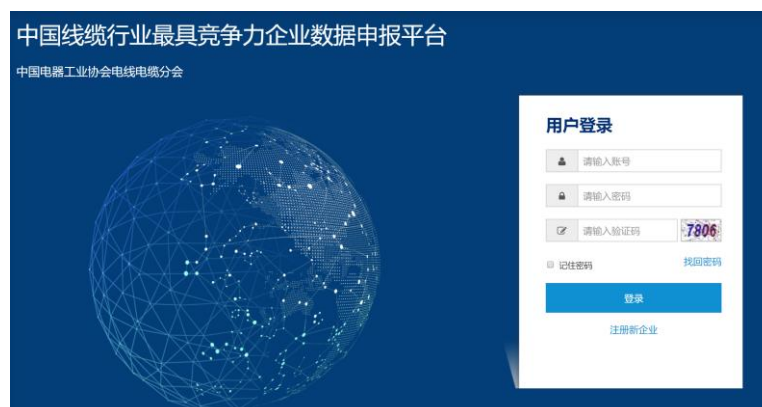 中国线缆行业最具竞争力企业数据申报平台
中国电器工业协会电线电缆分会
用户登录
请输入账号
请输入密码
请输入验证码 7806
记住密码 找回密码
登录
注册新企业